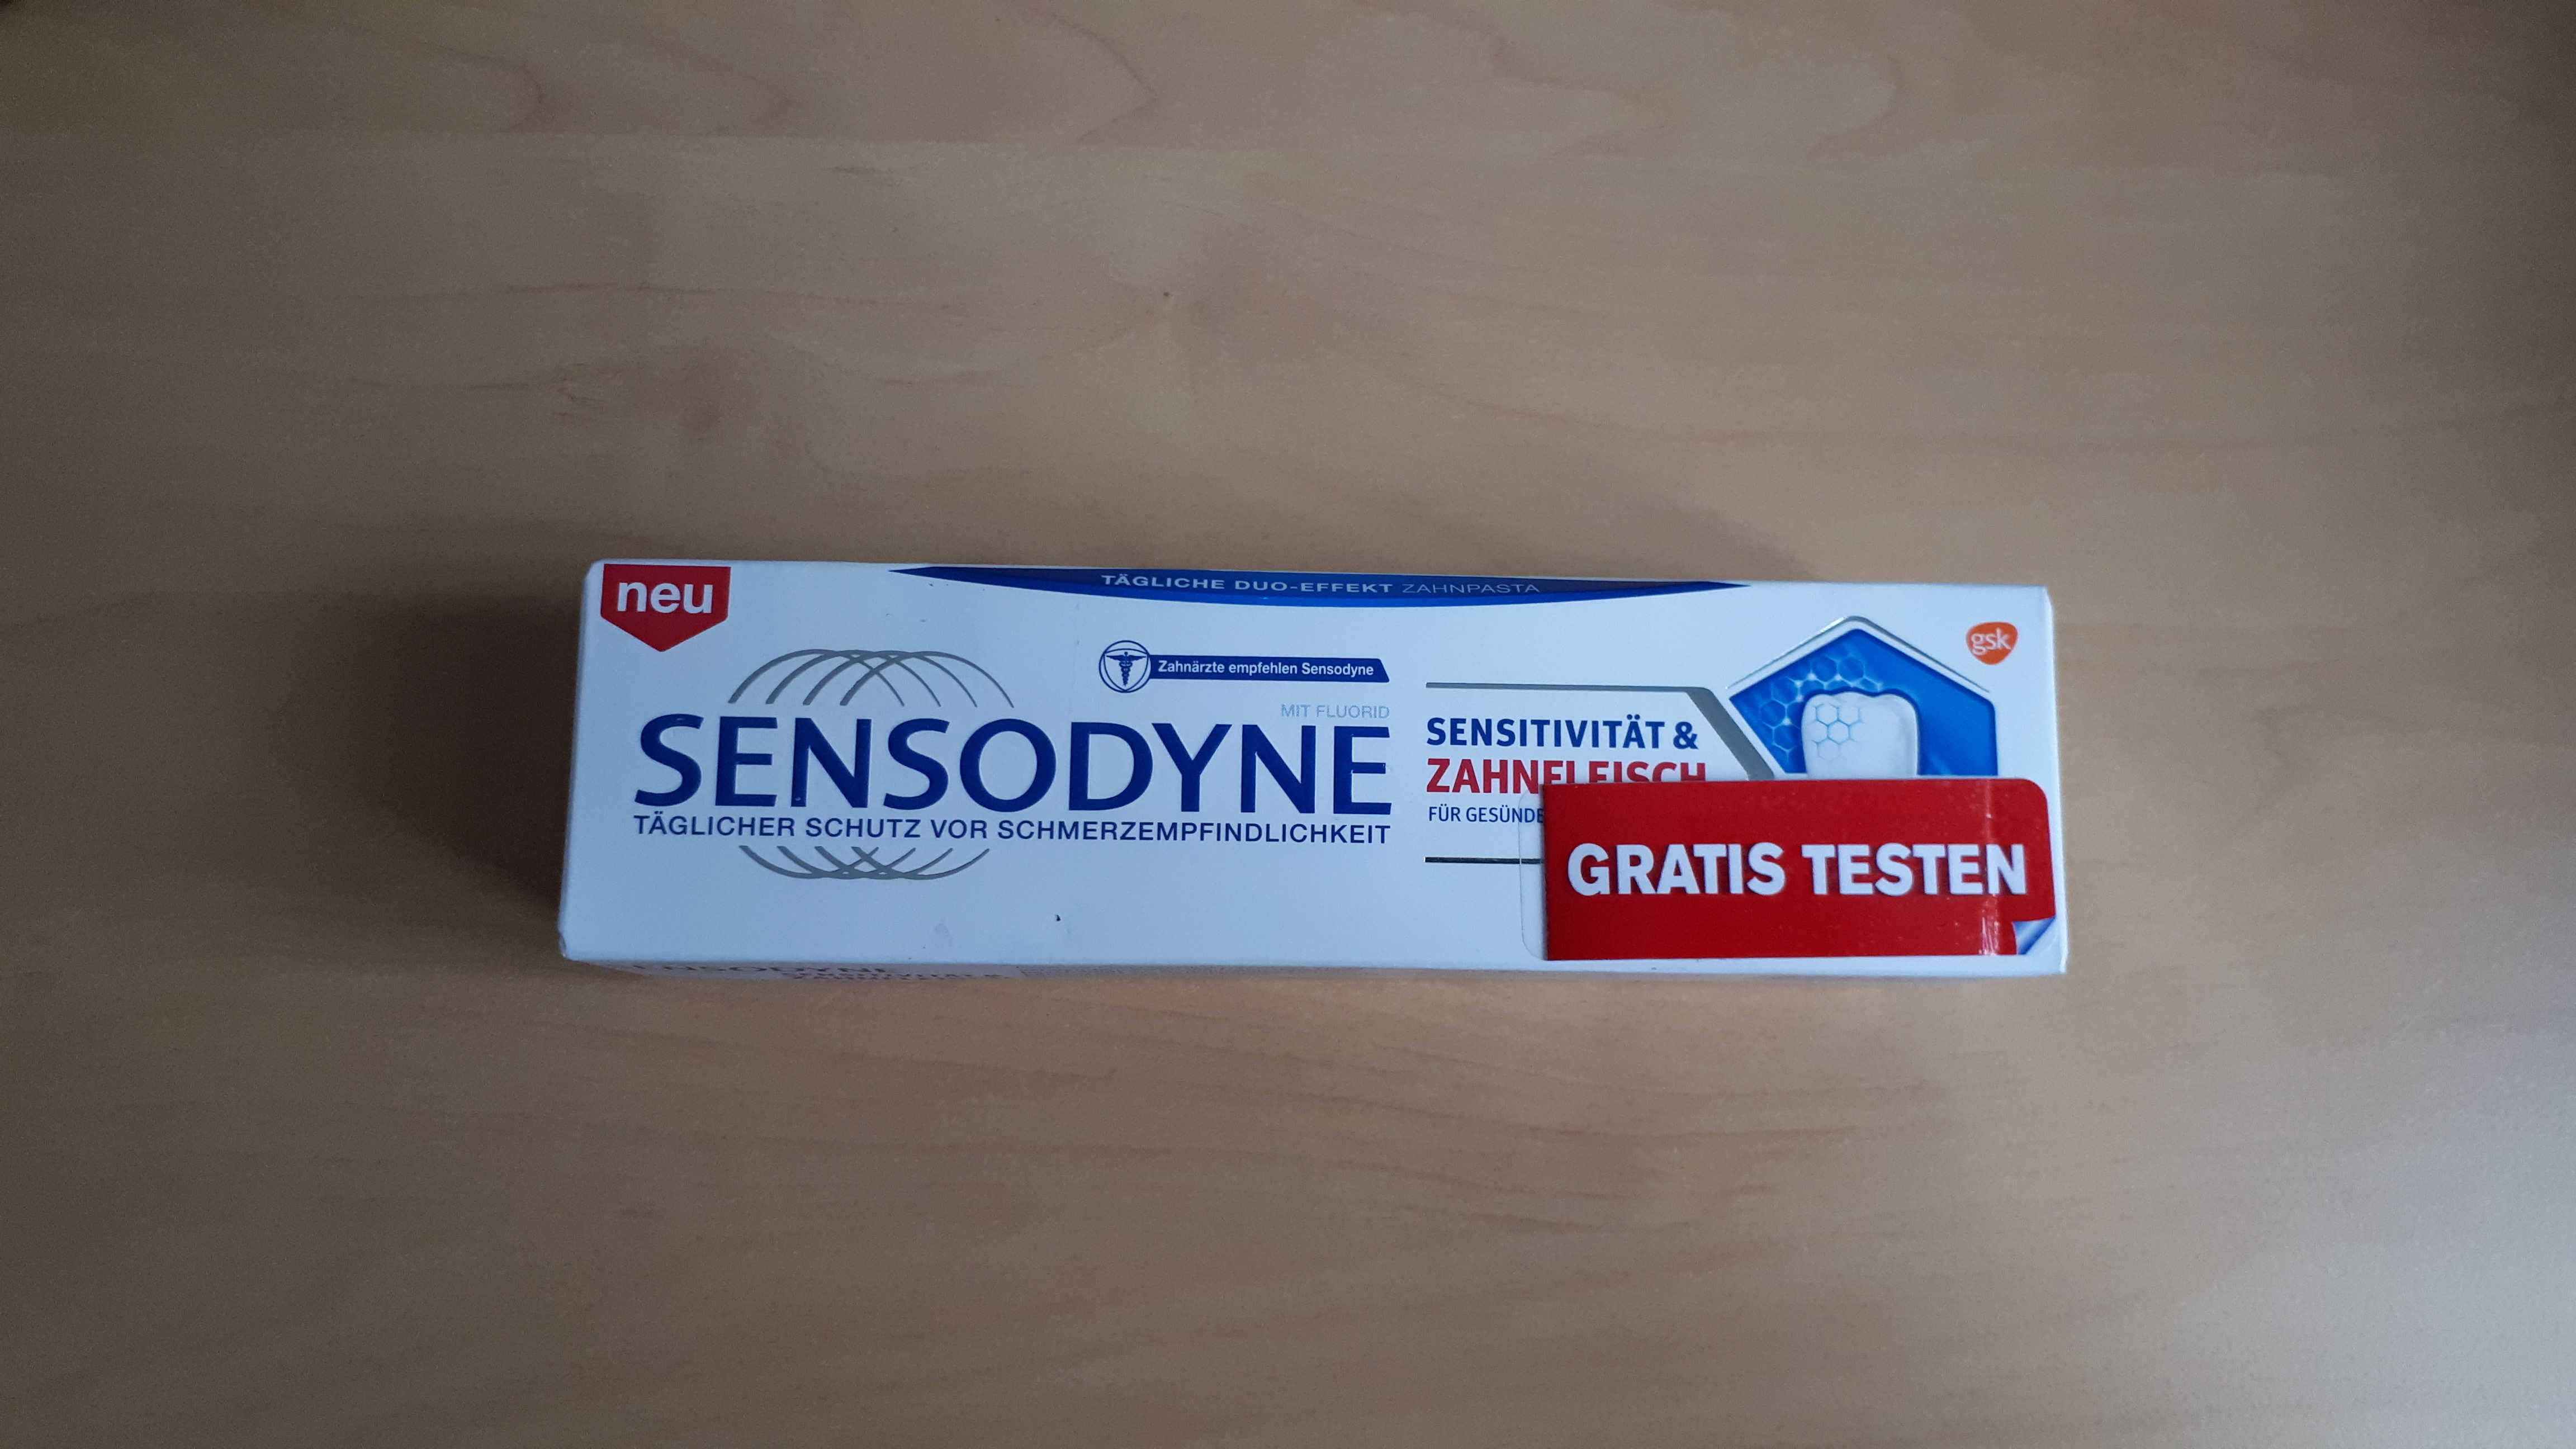 neu
TÄGLICHE DUO-EFFEKT ZAHNPASTA
gsk
Zahnärzte empfehlen Sensodyne
MIT FLUORID
SENSODYNE
TÄGLICHER SCHUTZ VOR SCHMERZEMPFINDLICHKEIT
SENSITIVITÄT &
ZAHNFLEISCH
FÜR GESÜNDE
GRATIS TESTEN